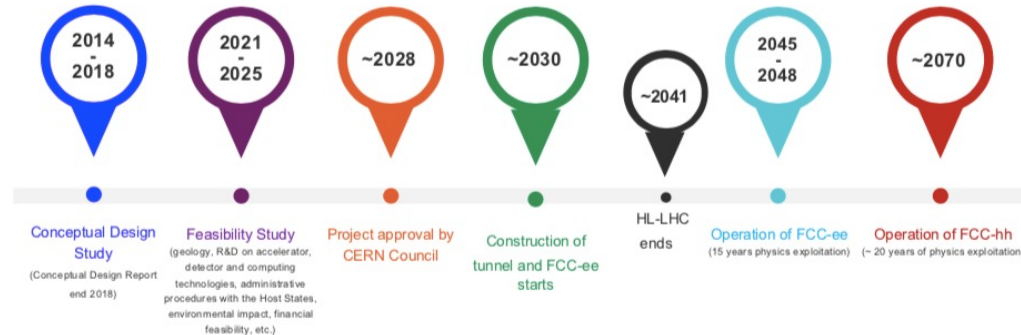 2014
-
2018
2021
-
2025
~2028
~2030
~2041
2045
-
2048
~2070
Conceptual Design
Study
(Conceptual Design Report
end 2018)
Feasibility Study
(geology, R&D on accelerator,
detector and computing
technologies, administrative
procedures with the Host States,
environmental impact, financial
feasibility, etc.)
Project approval by
CERN Council
Construction of
tunnel and FCC-ee
starts
HL-LHC
ends
Operation of FCC-ee
(15 years physics exploitation)
Operation of FCC-hh
(~ 20 years of physics exploitation